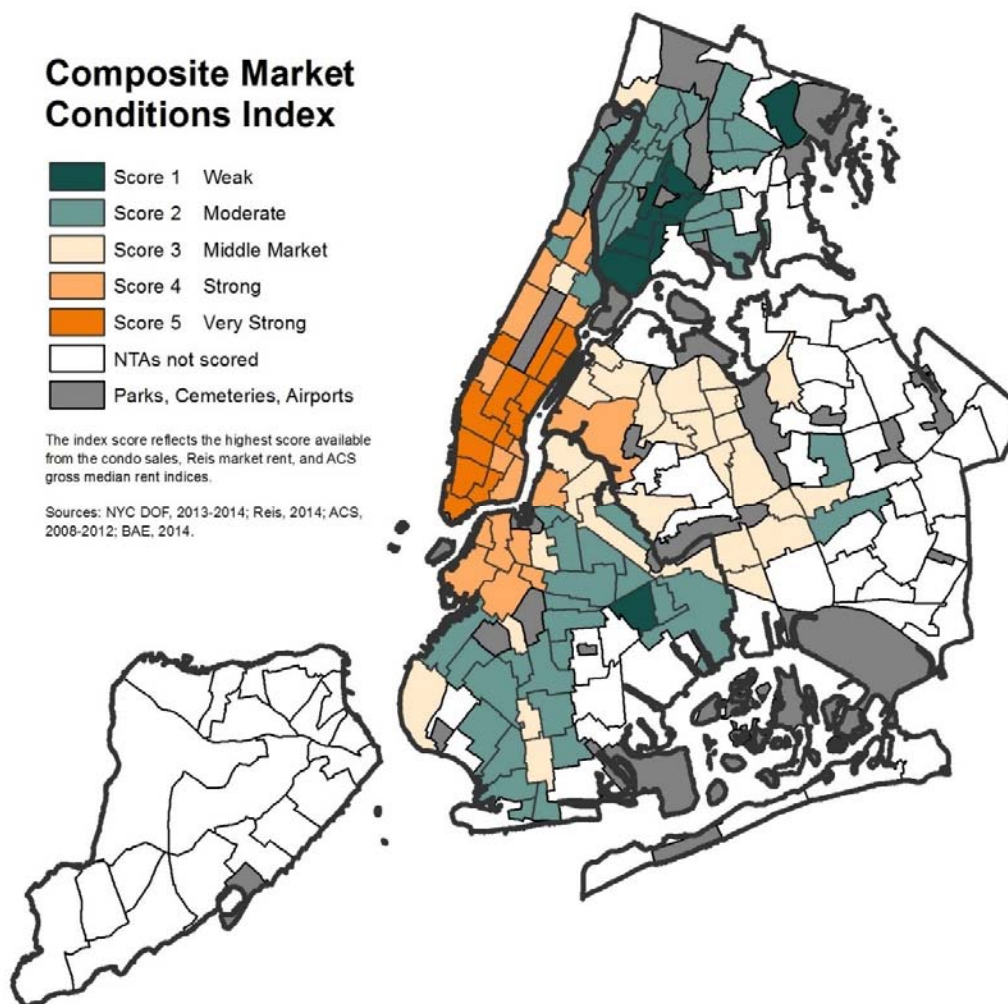 Composite Market
Conditions Index
Score 1 Weak
Score 2 Moderate
Score 3 Middle Market
Score 4 Strong
Score 5 Very Strong
NTAs not scored
Parks, Cemeteries, Airports
The index score reflects the highest score available
from the condo sales, Reis market rent, and ACS
gross median rent indices.
Sources: NYC DOF, 2013-2014; Reis, 2014; ACS,
2008-2012; BAE, 2014.